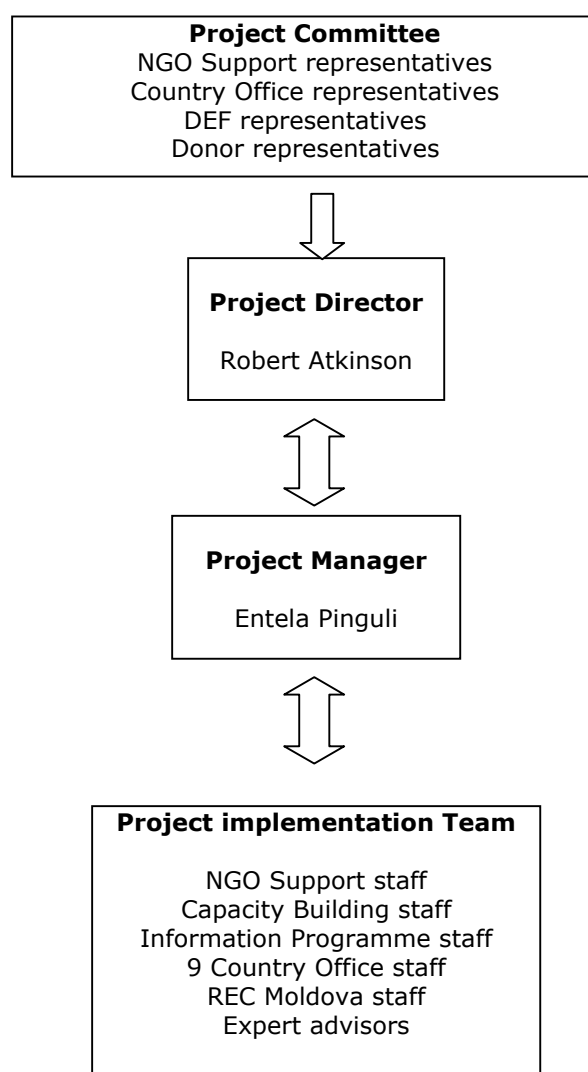 Project Committee
NGO Support representatives
Country Office representatives
DEF representatives
Donor representatives
Project Director
Robert Atkinson
Project Manager
Entela Pinguli
Project implementation Team
NGO Support staff
Capacity Building staff
Information Programme staff
9 Country Office staff
REC Moldova staff
Expert advisors